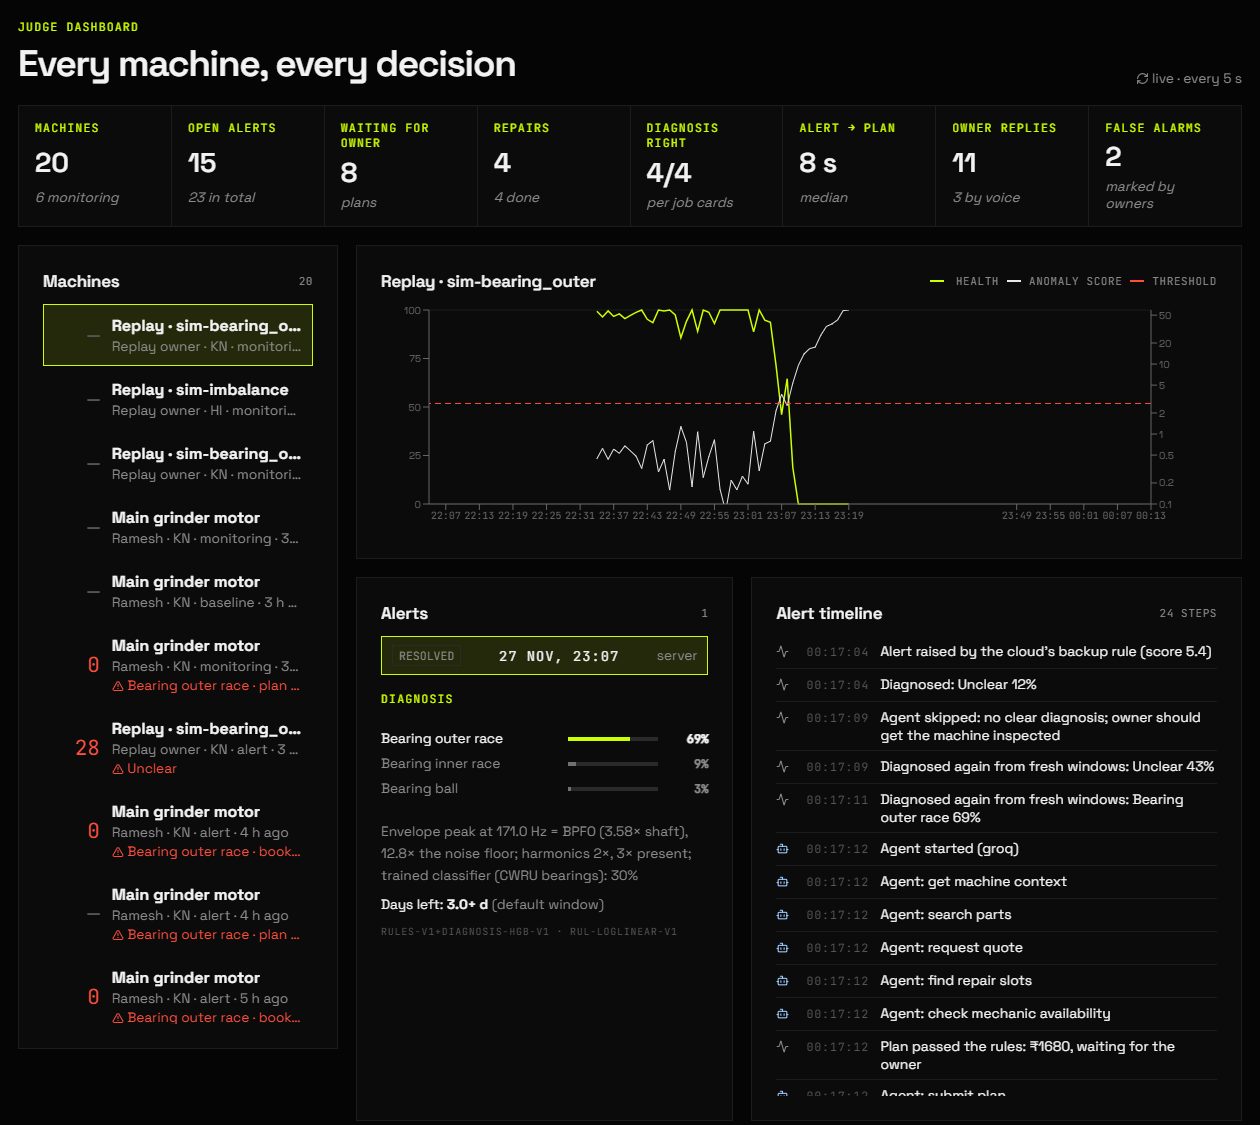 JUDGE DASHBOARD
Every machine, every decision
live · every 5 s
MACHINES
20
6 monitoring
OPEN ALERTS
15
23 in total
WAITING FOR
OWNER
8
plans
REPAIRS
4
4 done
DIAGNOSIS
RIGHT
4/4
per job cards
ALERT → PLAN
8 s
median
OWNER REPLIES
11
3 by voice
FALSE ALARMS
2
marked by
owners
Machines 20
— Replay · sim-bearing_o...
Replay owner · KN · monitori...
— Replay · sim-imbalance
Replay owner · HI · monitori...
— Replay · sim-bearing_o...
Replay owner · KN · monitori...
— Main grinder motor
Ramesh · KN · monitoring · 3...
— Main grinder motor
Ramesh · KN · baseline · 3 h ...
0 Main grinder motor
Ramesh · KN · monitoring · 3...
Bearing outer race · plan ...
28 Replay · sim-bearing_o...
Replay owner · KN · alert · 3 ...
Unclear
0 Main grinder motor
Ramesh · KN · alert · 4 h ago
Bearing outer race · book...
— Main grinder motor
Ramesh · KN · alert · 4 h ago
Bearing outer race · plan ...
0 Main grinder motor
Ramesh · KN · alert · 5 h ago
Bearing outer race · book...
Replay · sim-bearing_outer
HEALTH ANOMALY SCORE THRESHOLD
100
75
50
25
0
50
20
10
5
2
1
0.5
0.2
0.1
22:07 22:13 22:19 22:25 22:31 22:37 22:43 22:49 22:55 23:01 23:07 23:13 23:19 23:49 23:55 00:01 00:07 00:13
Alerts 1
RESOLVED 27 NOV, 23:07 server
DIAGNOSIS
Bearing outer race 69%
Bearing inner race 9%
Bearing ball 3%
Envelope peak at 171.0 Hz = BPFO (3.58× shaft),
12.8× the noise floor; harmonics 2×, 3× present;
trained classifier (CWRU bearings): 30%
Days left: 3.0+ d (default window)
RULES-V1+DIAGNOSIS-HGB-V1 · RUL-LOGLINEAR-V1
Alert timeline 24 STEPS
00:17:04 Alert raised by the cloud's backup rule (score 5.4)
00:17:04 Diagnosed: Unclear 12%
00:17:09 Agent skipped: no clear diagnosis; owner should
get the machine inspected
00:17:09 Diagnosed again from fresh windows: Unclear 43%
00:17:11 Diagnosed again from fresh windows: Bearing
outer race 69%
00:17:12 Agent started (groq)
00:17:12 Agent: get machine context
00:17:12 Agent: search parts
00:17:12 Agent: request quote
00:17:12 Agent: find repair slots
00:17:12 Agent: check mechanic availability
00:17:12 Plan passed the rules: ₹1680, waiting for the
owner
00:17:12 Agent: submit plan